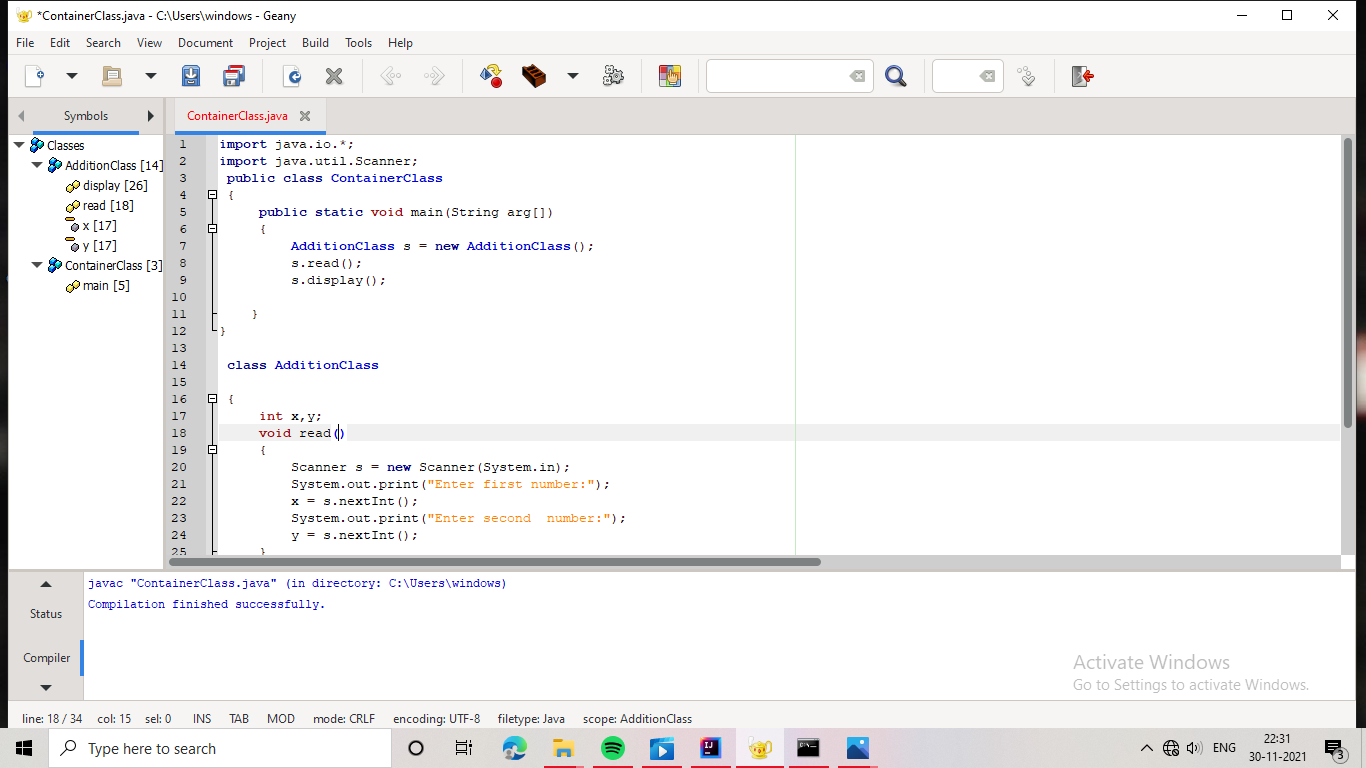 *ContainerClass.java - C:\Users\windows - Geany
File Edit Search View Document Project Build Tools Help
Symbols
ContainerClass.java
Classes
AdditionClass [14]
display [26]
read [18]
x [17]
y [17]
ContainerClass [3]
main [5]
1 import java.io.*;
2 import java.util.Scanner;
3 public class ContainerClass
4 {
5 public static void main(String arg[])
6 {
7 AdditionClass s = new AdditionClass();
8 s.read();
9 s.display();
10
11 }
12 }
13
14 class AdditionClass
15
16 {
17 int x,y;
18 void read()
19 {
20 Scanner s = new Scanner(System.in);
21 System.out.print("Enter first number:");
22 x = s.nextInt();
23 System.out.print("Enter second  number:");
24 y = s.nextInt();
25 }
Status
Compiler
javac "ContainerClass.java" (in directory: C:\Users\windows)
Compilation finished successfully.
Activate Windows
Go to Settings to activate Windows.
line: 18 / 34 col: 15 sel: 0 INS TAB MOD mode: CRLF encoding: UTF-8 filetype: Java scope: AdditionClass
Type here to search
ENG
22:31
30-11-2021
3